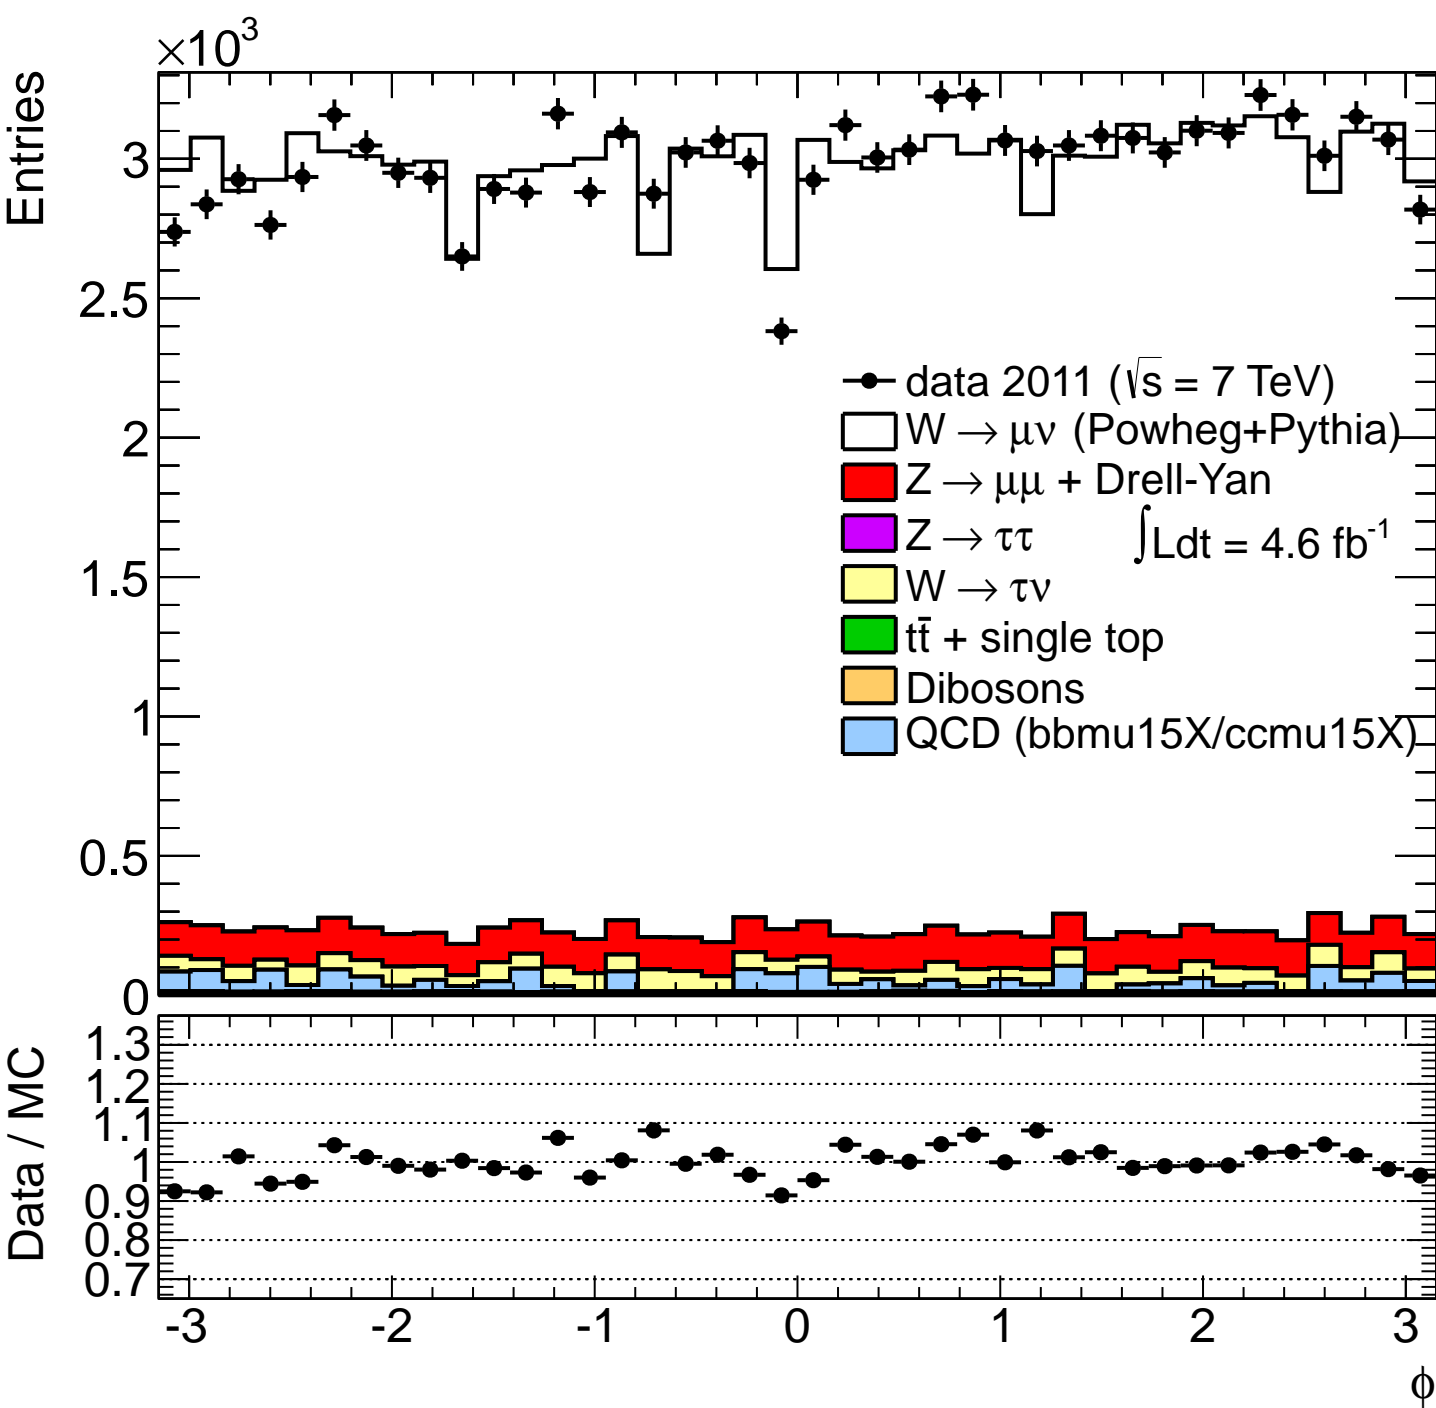 ×10³
Entries
3
2.5
2
1.5
1
0.5
0
data 2011 (√s = 7 TeV)
W → μν (Powheg+Pythia)
Z → μμ + Drell-Yan
Z → ττ
∫Ldt = 4.6 fb⁻¹
W → τν
tt̄ + single top
Dibosons
QCD (bbmu15X/ccmu15X)
Data / MC
1.3
1.2
1.1
1
0.9
0.8
0.7
-3 -2 -1 0 1 2 3
ϕ